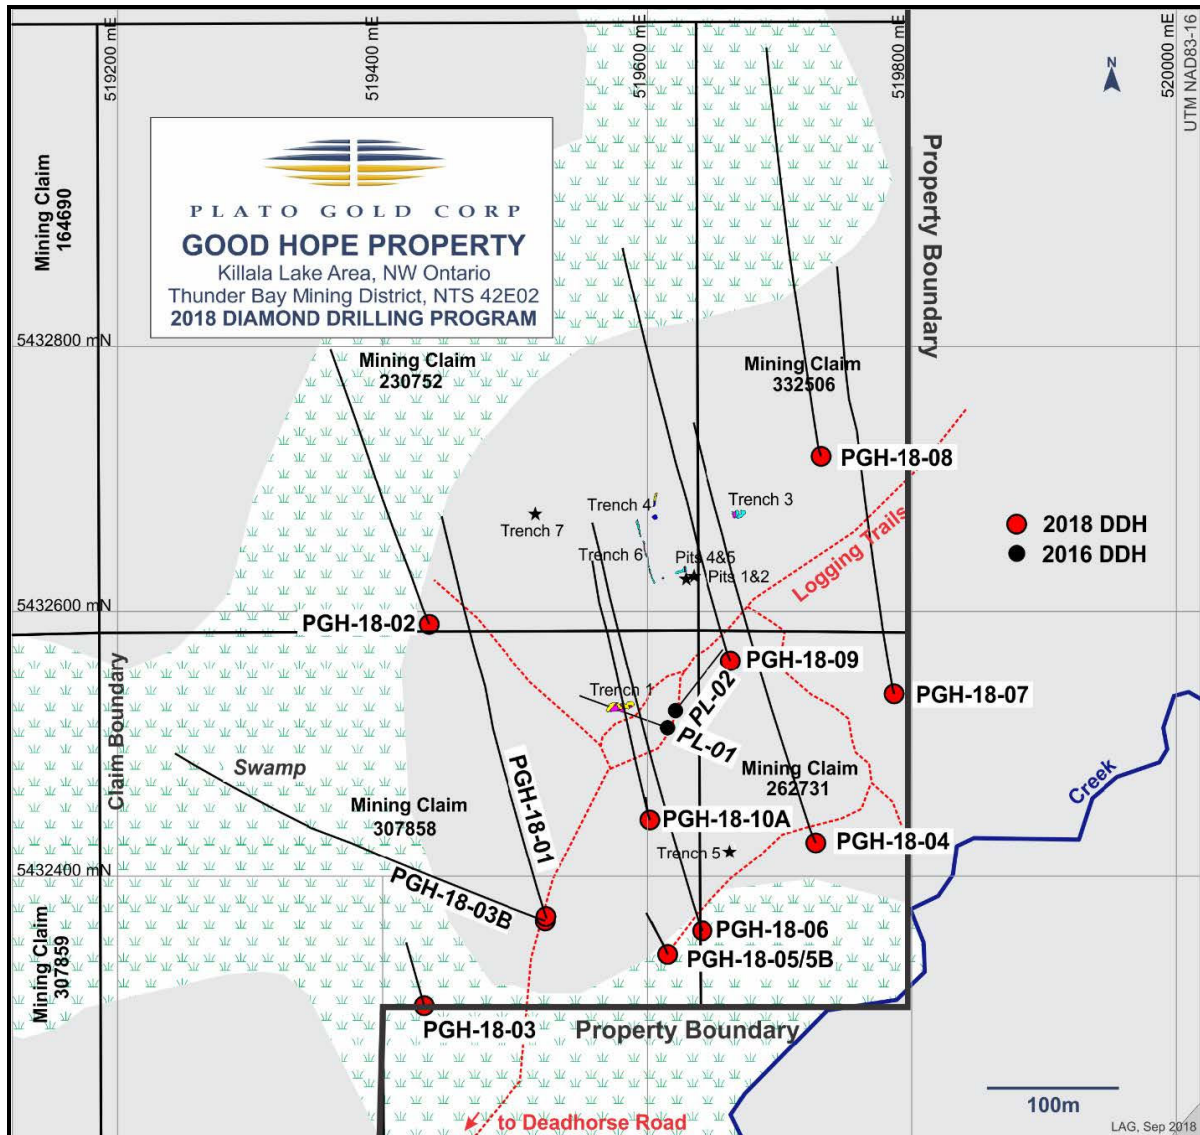 519200 mE
519400 mE
519600 mE
519800 mE
520000 mE
UTM NAD83-16
N
PLATO GOLD CORP
GOOD HOPE PROPERTY
Killala Lake Area, NW Ontario
Thunder Bay Mining District, NTS 42E02
2018 DIAMOND DRILLING PROGRAM
Mining Claim
164690
Property Boundary
5432800 mN
Mining Claim
230752
Mining Claim
332506
PGH-18-08
Trench 4
Trench 3
Trench 7
Trench 6
Pits 4&5
Pits 1&2
Logging Trails
2018 DDH
2016 DDH
5432600 mN
PGH-18-02
PGH-18-09
PGH-18-07
Trench 1
PL-02
PL-01
Claim Boundary
Swamp
PGH-18-01
Mining Claim
262731
Creek
Mining Claim
307858
PGH-18-10A
PGH-18-04
Trench 5
5432400 mN
PGH-18-03B
PGH-18-06
PGH-18-05/5B
Mining Claim
307859
PGH-18-03
Property Boundary
100m
to Deadhorse Road
LAG, Sep 2018